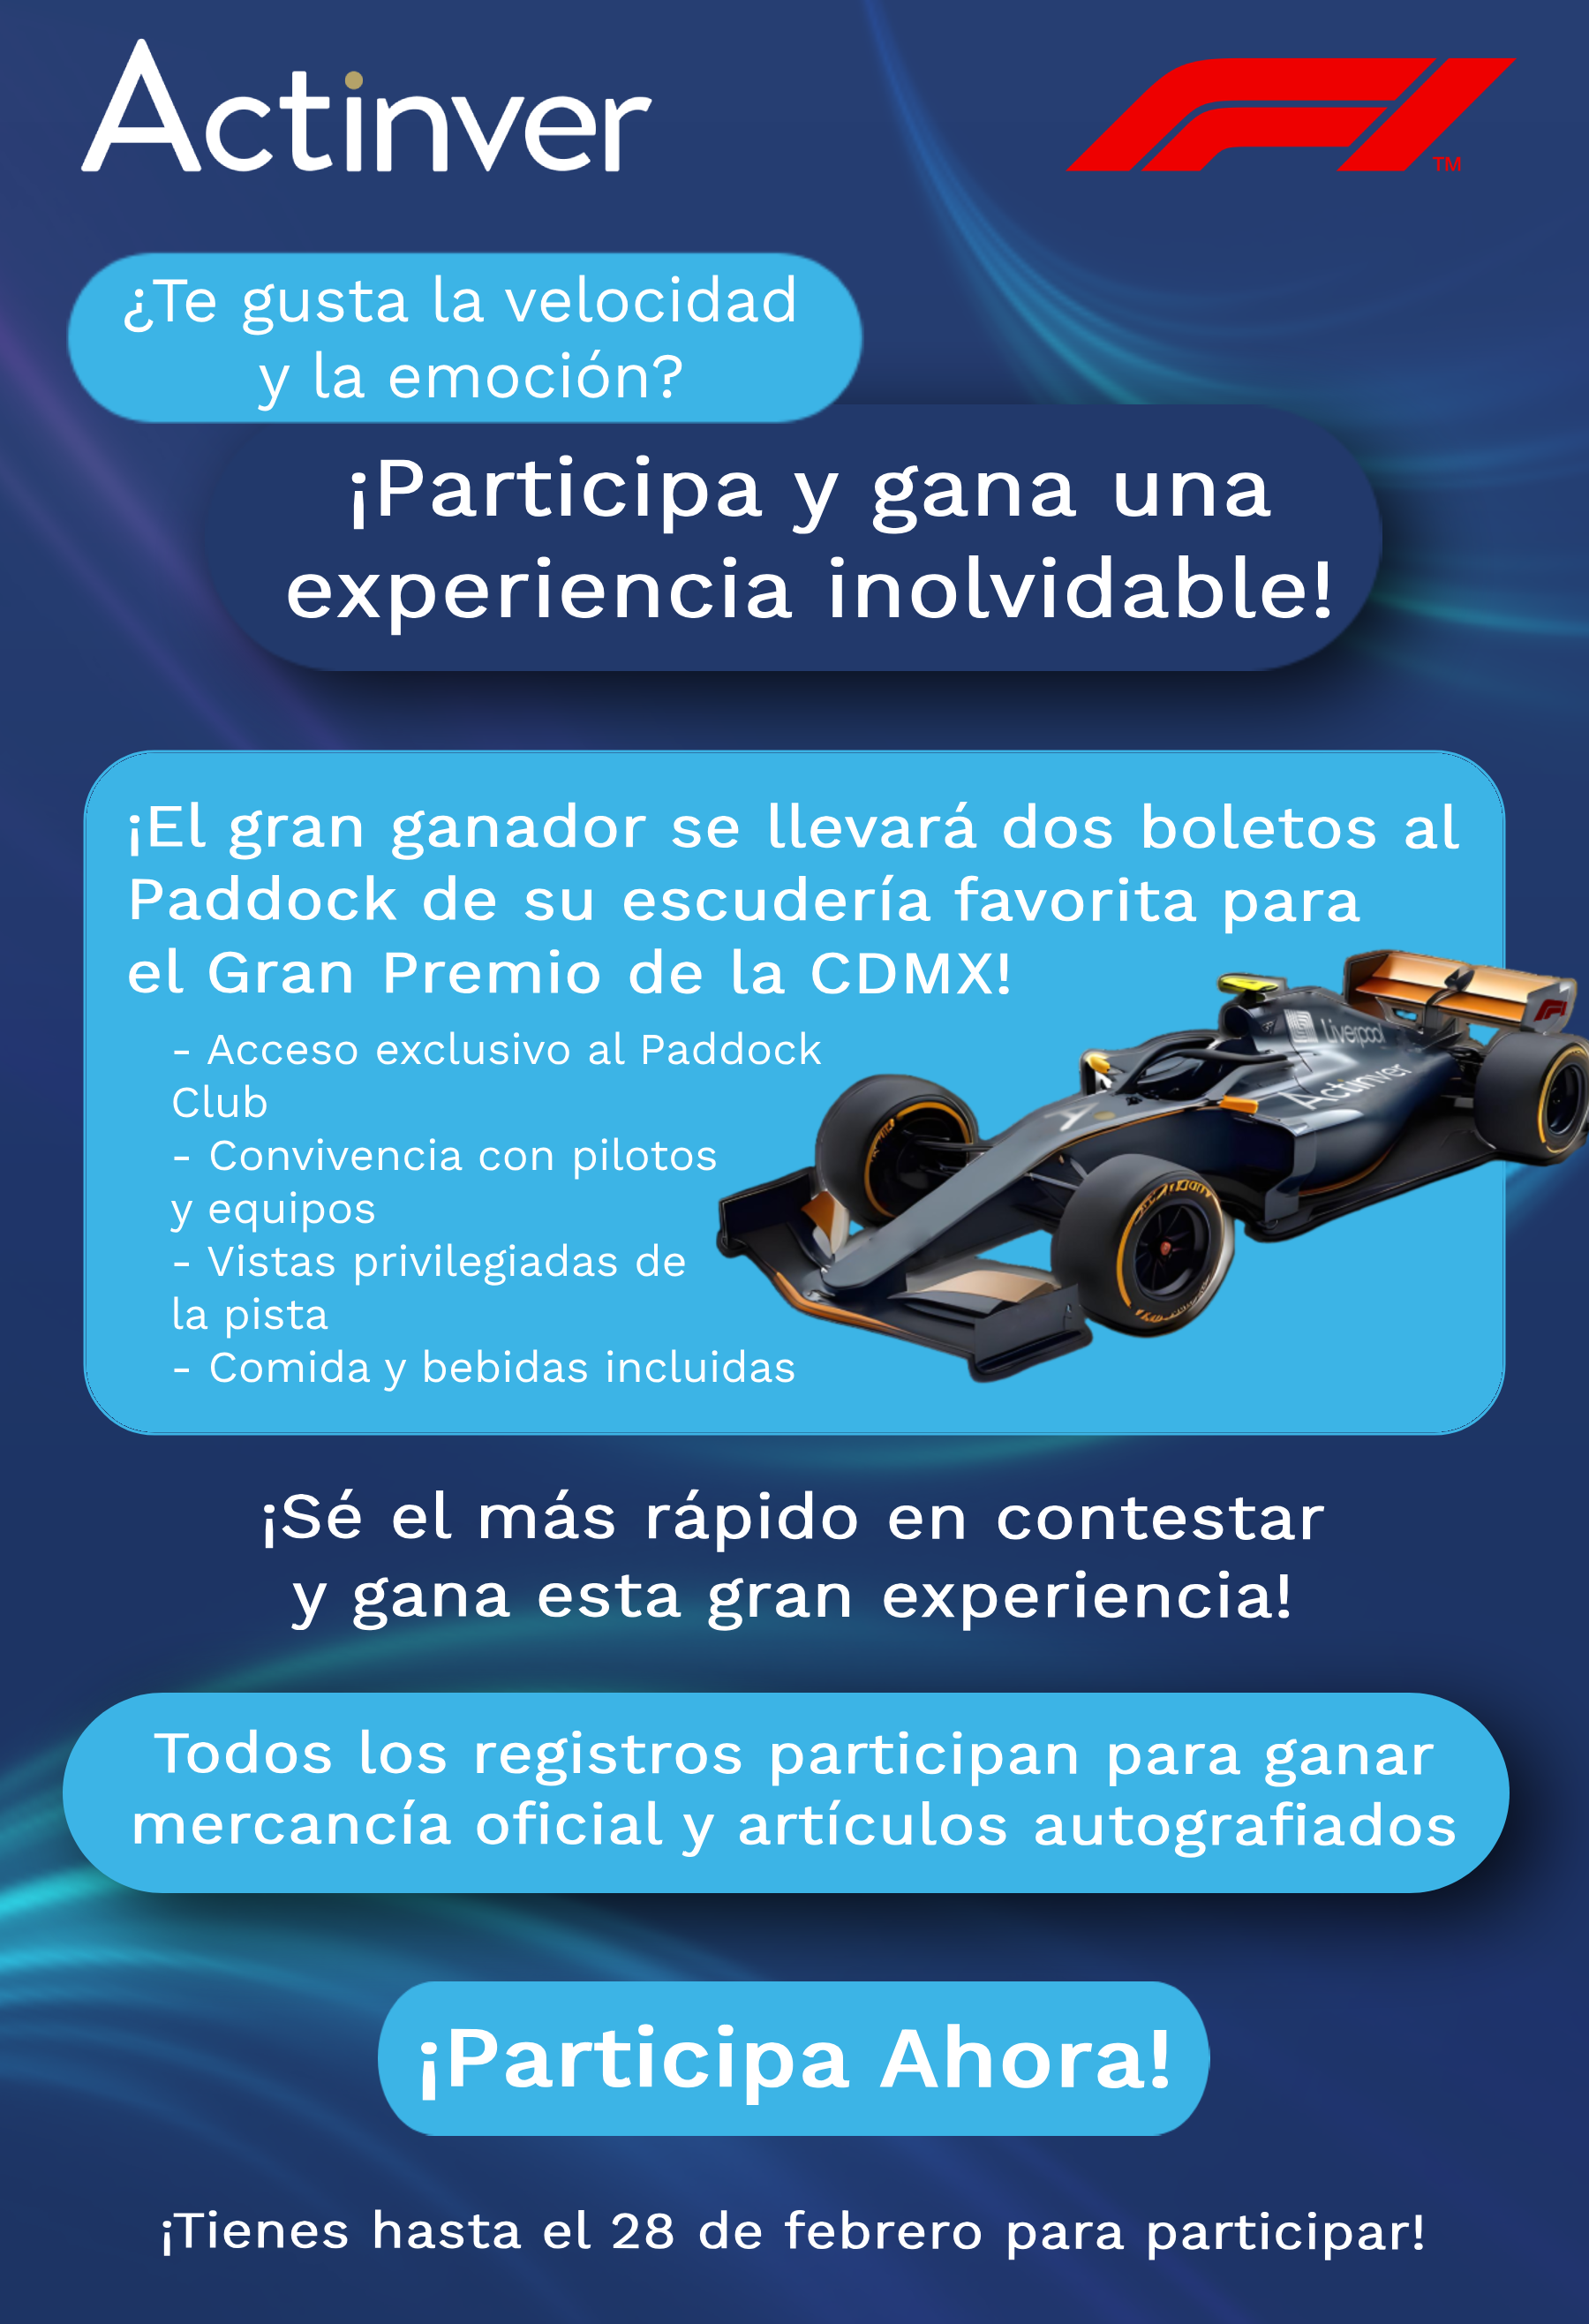 Actinver
F1
TM
¿Te gusta la velocidad
y la emoción?
¡Participa y gana una
experiencia inolvidable!
¡El gran ganador se llevará dos boletos al
Paddock de su escudería favorita para
el Gran Premio de la CDMX!
- Acceso exclusivo al Paddock
Club
- Convivencia con pilotos
y equipos
- Vistas privilegiadas de
la pista
- Comida y bebidas incluidas
Liverpool
Actinver
¡Sé el más rápido en contestar
y gana esta gran experiencia!
Todos los registros participan para ganar
mercancía oficial y artículos autografiados
¡Participa Ahora!
¡Tienes hasta el 28 de febrero para participar!